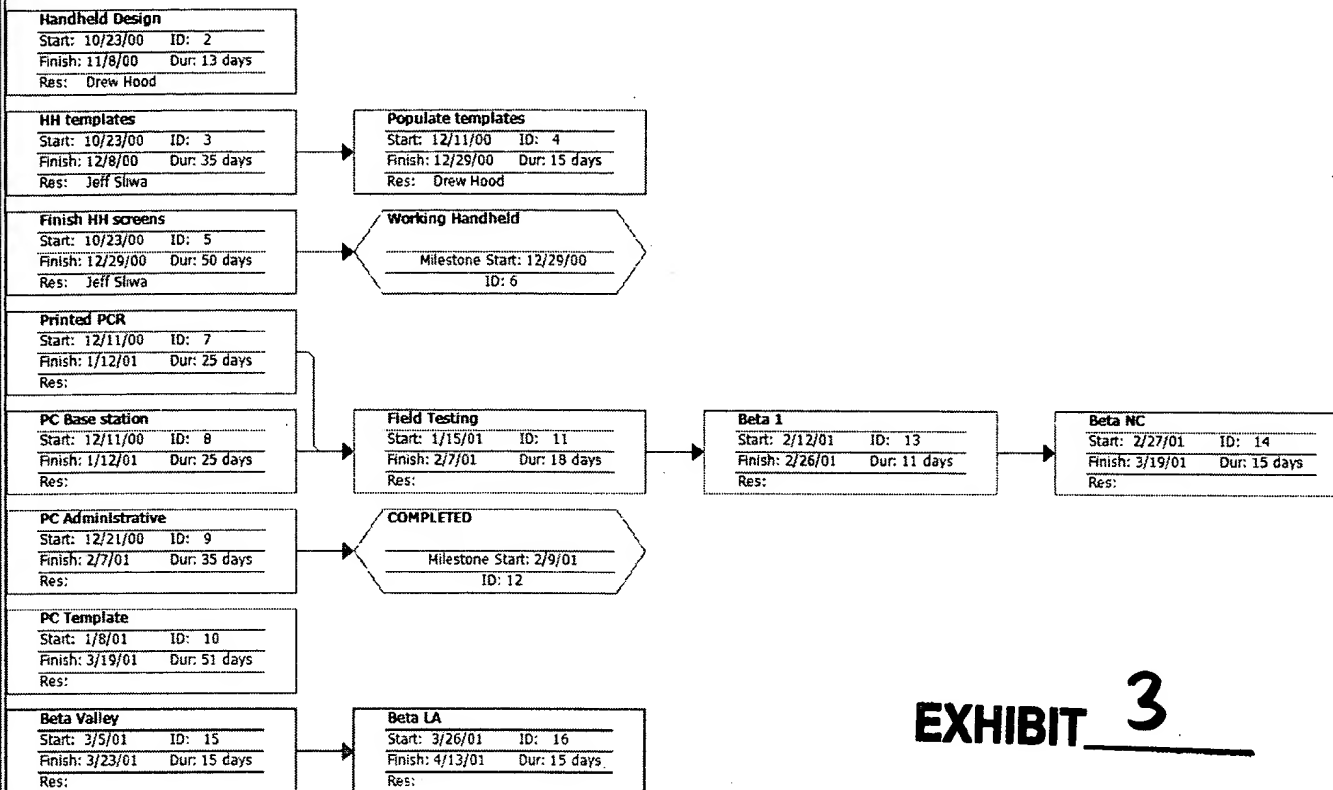 Handheld Design
Start: 10/23/00 ID: 2
Finish: 11/8/00 Dur: 13 days
Res: Drew Hood
HH templates
Start: 10/23/00 ID: 3
Finish: 12/8/00 Dur: 35 days
Res: Jeff Sliwa
Populate templates
Start: 12/11/00 ID: 4
Finish: 12/29/00 Dur: 15 days
Res: Drew Hood
Finish HH screens
Start: 10/23/00 ID: 5
Finish: 12/29/00 Dur: 50 days
Res: Jeff Sliwa
Working Handheld
Milestone Start: 12/29/00
ID: 6
Printed PCR
Start: 12/11/00 ID: 7
Finish: 1/12/01 Dur: 25 days
Res:
PC Base station
Start: 12/11/00 ID: 8
Finish: 1/12/01 Dur: 25 days
Res:
Field Testing
Start: 1/15/01 ID: 11
Finish: 2/7/01 Dur: 18 days
Res:
Beta 1
Start: 2/12/01 ID: 13
Finish: 2/26/01 Dur: 11 days
Res:
Beta NC
Start: 2/27/01 ID: 14
Finish: 3/19/01 Dur: 15 days
Res:
PC Administrative
Start: 12/21/00 ID: 9
Finish: 2/7/01 Dur: 35 days
Res:
COMPLETED
Milestone Start: 2/9/01
ID: 12
PC Template
Start: 1/8/01 ID: 10
Finish: 3/19/01 Dur: 51 days
Res:
Beta Valley
Start: 3/5/01 ID: 15
Finish: 3/23/01 Dur: 15 days
Res:
Beta LA
Start: 3/26/01 ID: 16
Finish: 4/13/01 Dur: 15 days
Res:
EXHIBIT 3